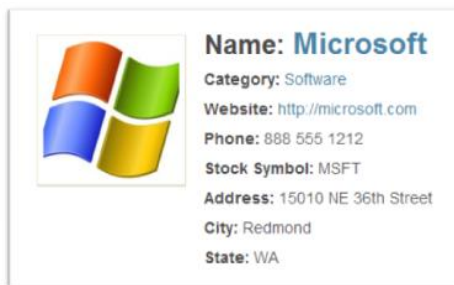 Name: Microsoft
Category: Software
Website: http://microsoft.com
Phone: 888 555 1212
Stock Symbol: MSFT
Address: 15010 NE 36th Street
City: Redmond
State: WA